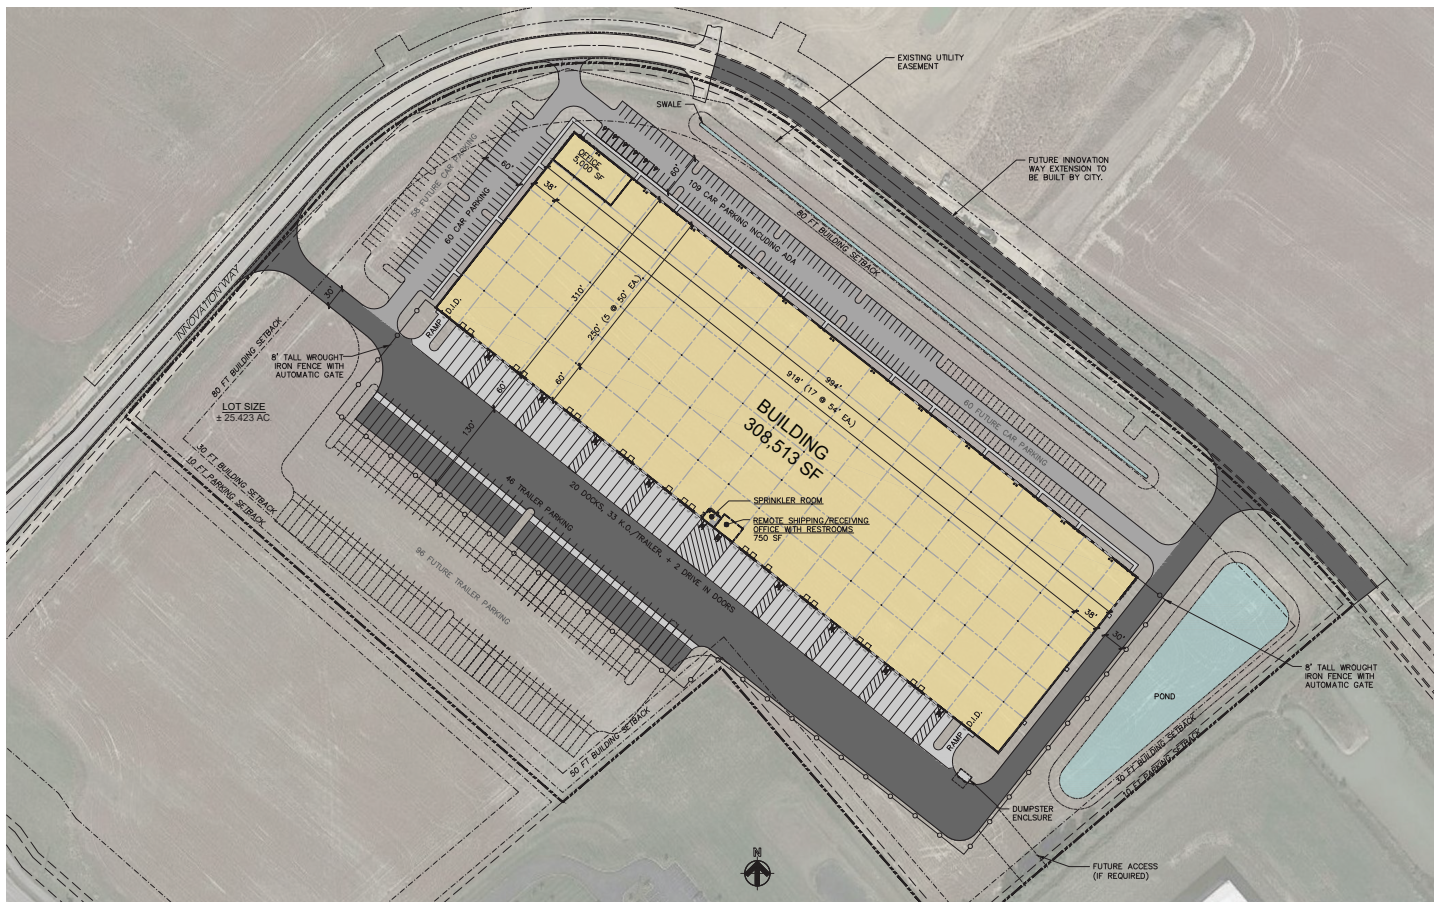 EXISTING UTILITY
EASEMENT
SWALE
FUTURE INNOVATION
WAY EXTENSION TO
BE BUILT BY CITY.
OFFICE
5,000 SF
60'
38'
58 FUTURE CAR PARKING
60 CAR PARKING
60'
109 CAR PARKING INCLUDING ADA
80 FT BUILDING SETBACK
INNOVATION WAY
30'
RAMP
D.I.D.
310'
250' (5 @ 50' EA.)
60'
60'
130'
80 FT BUILDING SETBACK
8' TALL WROUGHT
IRON FENCE WITH
AUTOMATIC GATE
LOT SIZE
± 25.423 AC
30 FT BUILDING SETBACK
10 FT PARKING SETBACK
994'
918' (17 @ 54' EA.)
BUILDING
308,513 SF
60 FUTURE CAR PARKING
SPRINKLER ROOM
REMOTE SHIPPING/RECEIVING
OFFICE WITH RESTROOMS
750 SF
46 TRAILER PARKING
20 DOCKS, 33 K.O./TRAILER, + 2 DRIVE IN DOORS
96 FUTURE TRAILER PARKING
38'
30'
8' TALL WROUGHT
IRON FENCE WITH
AUTOMATIC GATE
POND
50 FT BUILDING SETBACK
RAMP
D.I.D.
30 FT BUILDING SETBACK
10 FT PARKING SETBACK
DUMPSTER
ENCLSURE
FUTURE ACCESS
(IF REQUIRED)
N